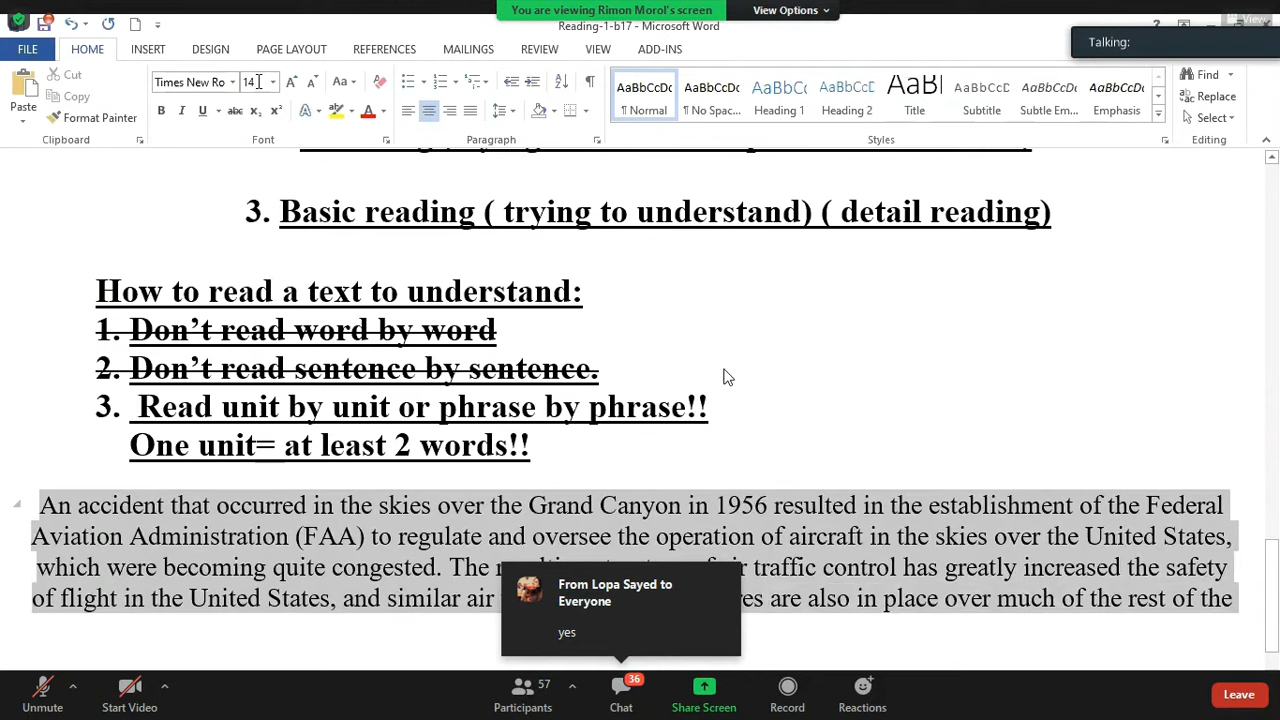 You are viewing Rimon Morol's screen
View Options
View
Reading-1-b17 - Microsoft Word
Talking:
FILE
HOME
INSERT
DESIGN
PAGE LAYOUT
REFERENCES
MAILINGS
REVIEW
VIEW
ADD-INS
Paste
Cut
Copy
Format Painter
Clipboard
Times New Ro
14
Font
Paragraph
AaBbCcDc
¶ Normal
AaBbCcDc
¶ No Spac...
AaBbCc
Heading 1
AaBbCcD
Heading 2
AaBl
Title
AaBbCcD
Subtitle
AaBbCcDc
Subtle Em...
AaBbCcDc
Emphasis
Styles
Find
Replace
Select
Editing
3. Basic reading ( trying to understand) ( detail reading)
How to read a text to understand:
1. Don’t read word by word
2. Don’t read sentence by sentence.
3. Read unit by unit or phrase by phrase!!
One unit= at least 2 words!!
An accident that occurred in the skies over the Grand Canyon in 1956 resulted in the establishment of the Federal
Aviation Administration (FAA) to regulate and oversee the operation of aircraft in the skies over the United States,
which were becoming quite congested. The traffic control has greatly increased the safety
of flight in the United States, and similar air are also in place over much of the rest of the
From Lopa Sayed to
Everyone
yes
Unmute
Start Video
57
Participants
36
Chat
Share Screen
Record
Reactions
Leave